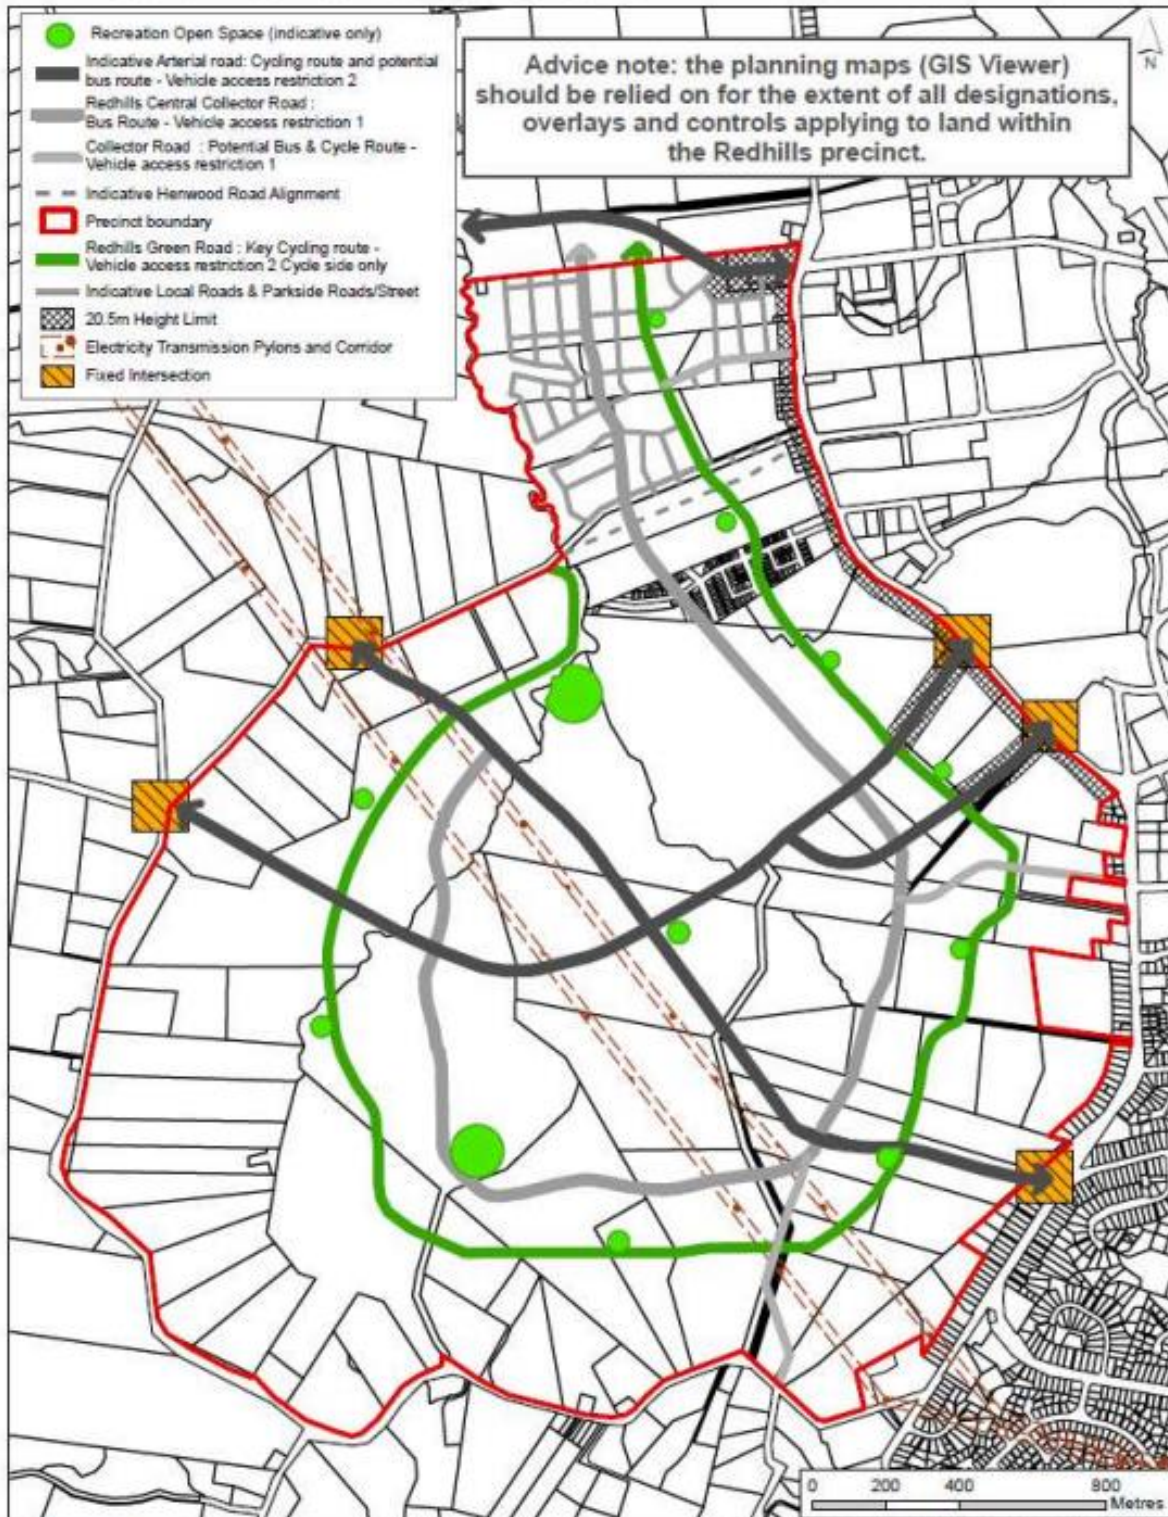 Recreation Open Space (indicative only)
Indicative Arterial road: Cycling route and potential
bus route - Vehicle access restriction 2
Redhills Central Collector Road :
Bus Route - Vehicle access restriction 1
Collector Road : Potential Bus & Cycle Route -
Vehicle access restriction 1
Indicative Henwood Road Alignment
Precinct boundary
Redhills Green Road : Key Cycling route -
Vehicle access restriction 2 Cycle side only
Indicative Local Roads & Parkside Roads/Street
20.5m Height Limit
L Electricity Transmission Pylons and Corridor
Fixed Intersection
Advice note: the planning maps (GIS Viewer)
should be relied on for the extent of all designations,
overlays and controls applying to land within
the Redhills precinct.
N
0 200 400 800
Metres